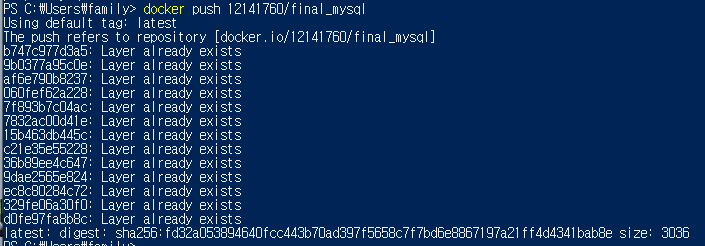 PS C:₩Users₩family> docker push 12141760/final_mysql
Using default tag: latest
The push refers to repository [docker.io/12141760/final_mysql]
b747c977d3a5: Layer already exists
9b0377a95c0e: Layer already exists
af6e790b8237: Layer already exists
060fef62a228: Layer already exists
7f893b7c04ac: Layer already exists
7832ac00d41e: Layer already exists
15b463db445c: Layer already exists
c21e35e55228: Layer already exists
36b89ee4c647: Layer already exists
9dae2565e824: Layer already exists
ec8c80284c72: Layer already exists
329fe06a30f0: Layer already exists
d0fe97fa8b8c: Layer already exists
latest: digest: sha256:fd32a053894640fcc443b70ad397f5658c7f7bd6e8867197a21ff4d4341bab8e size: 3036
PS C:₩Users₩family>